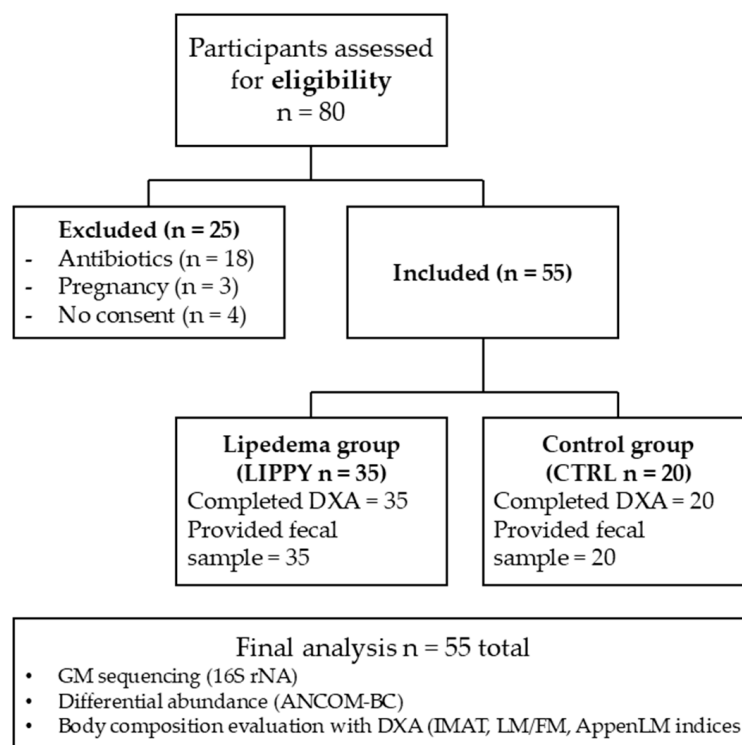 Participants assessed
for eligibility
n = 80
Excluded (n = 25)
- Antibiotics (n = 18)
- Pregnancy (n = 3)
- No consent (n = 4)
Included (n = 55)
Lipedema group
(LIPPY n = 35)
Completed DXA = 35
Provided fecal
sample = 35
Control group
(CTRL n = 20)
Completed DXA = 20
Provided fecal
sample = 20
Final analysis n = 55 total
• GM sequencing (16S rNA)
• Differential abundance (ANCOM-BC)
• Body composition evaluation with DXA (IMAT, LM/FM, AppenLM indices